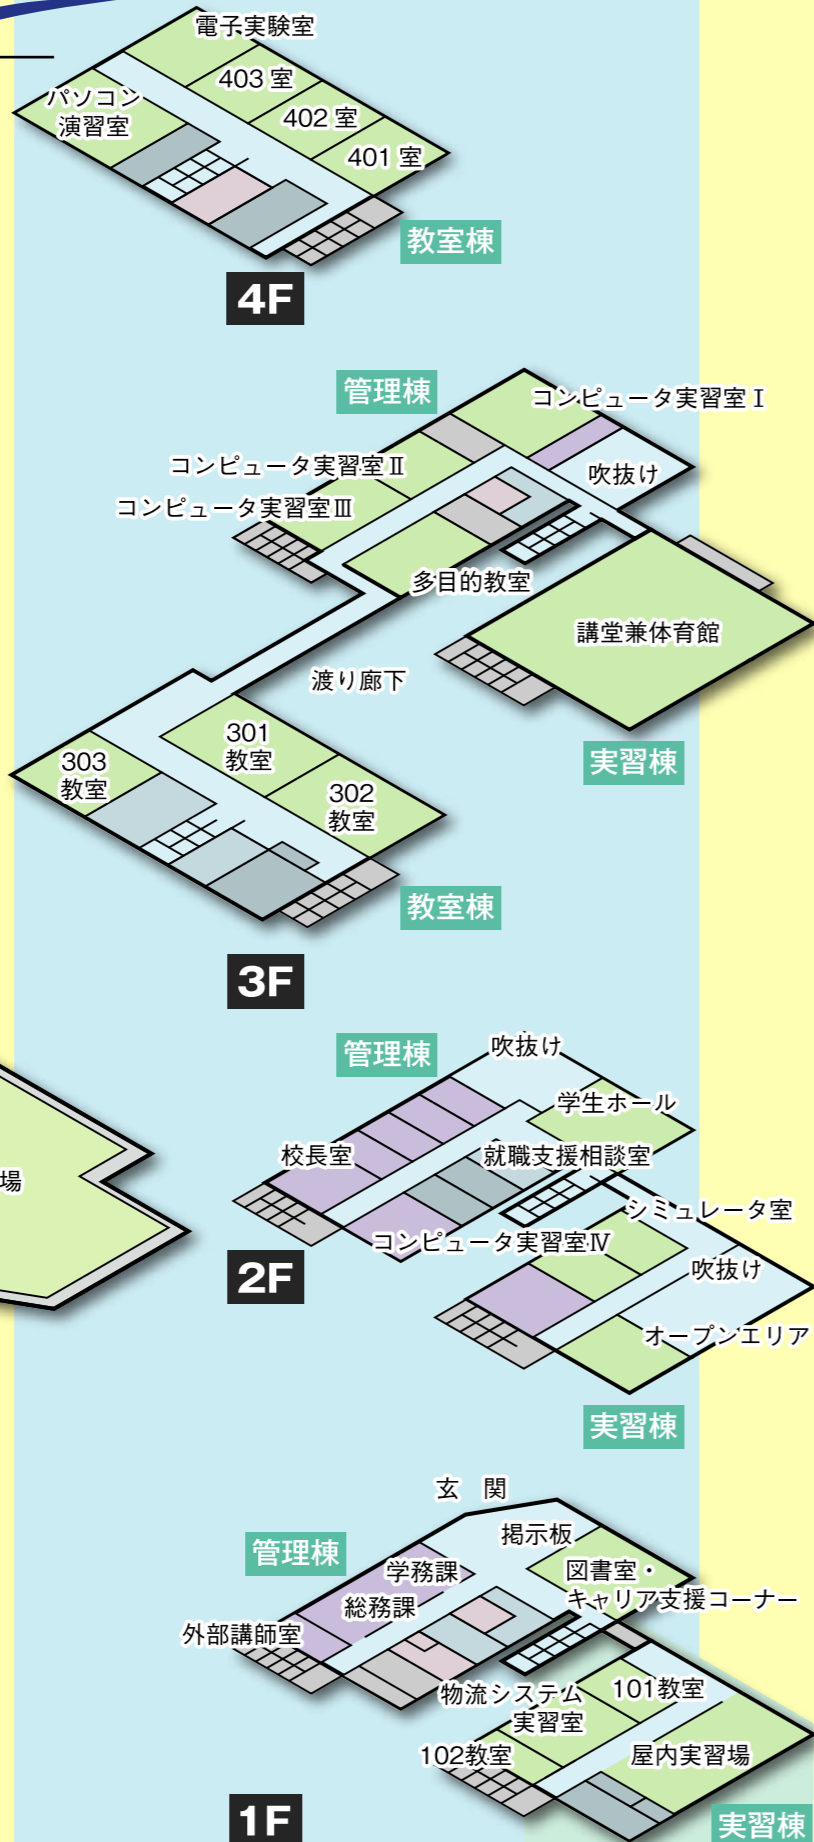 電子実験室
403 室
402 室
401 室
パソコン
演習室
教室棟
4F
管理棟
コンピュータ実習室Ⅰ
コンピュータ実習室Ⅱ
吹抜け
コンピュータ実習室Ⅲ
多目的教室
講堂兼体育館
渡り廊下
実習棟
301
教室
303
教室
302
教室
教室棟
3F
管理棟
吹抜け
学生ホール
校長室
就職支援相談室
場
シミュレータ室
コンピュータ実習室Ⅳ
吹抜け
2F
オープンエリア
実習棟
玄　関
掲示板
管理棟
学務課
図書室・
キャリア支援コーナー
総務課
外部講師室
物流システム
実習室
101教室
102教室
屋内実習場
1F
実習棟